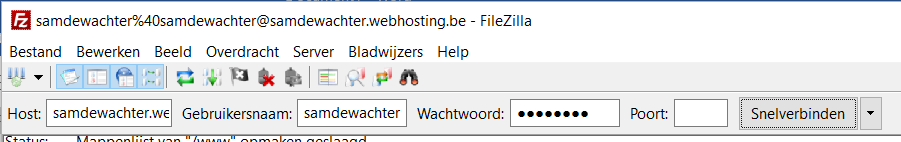 samdewachter%40samdewachter@samdewachter.webhosting.be - FileZilla
Bestand Bewerken Beeld Overdracht Server Bladwijzers Help
Host: samdewachter.we Gebruikersnaam: samdewachter Wachtwoord: ●●●●●●●● Poort: Snelverbinden
Status: Mappenlijst van "/www" opmaken geslaagd